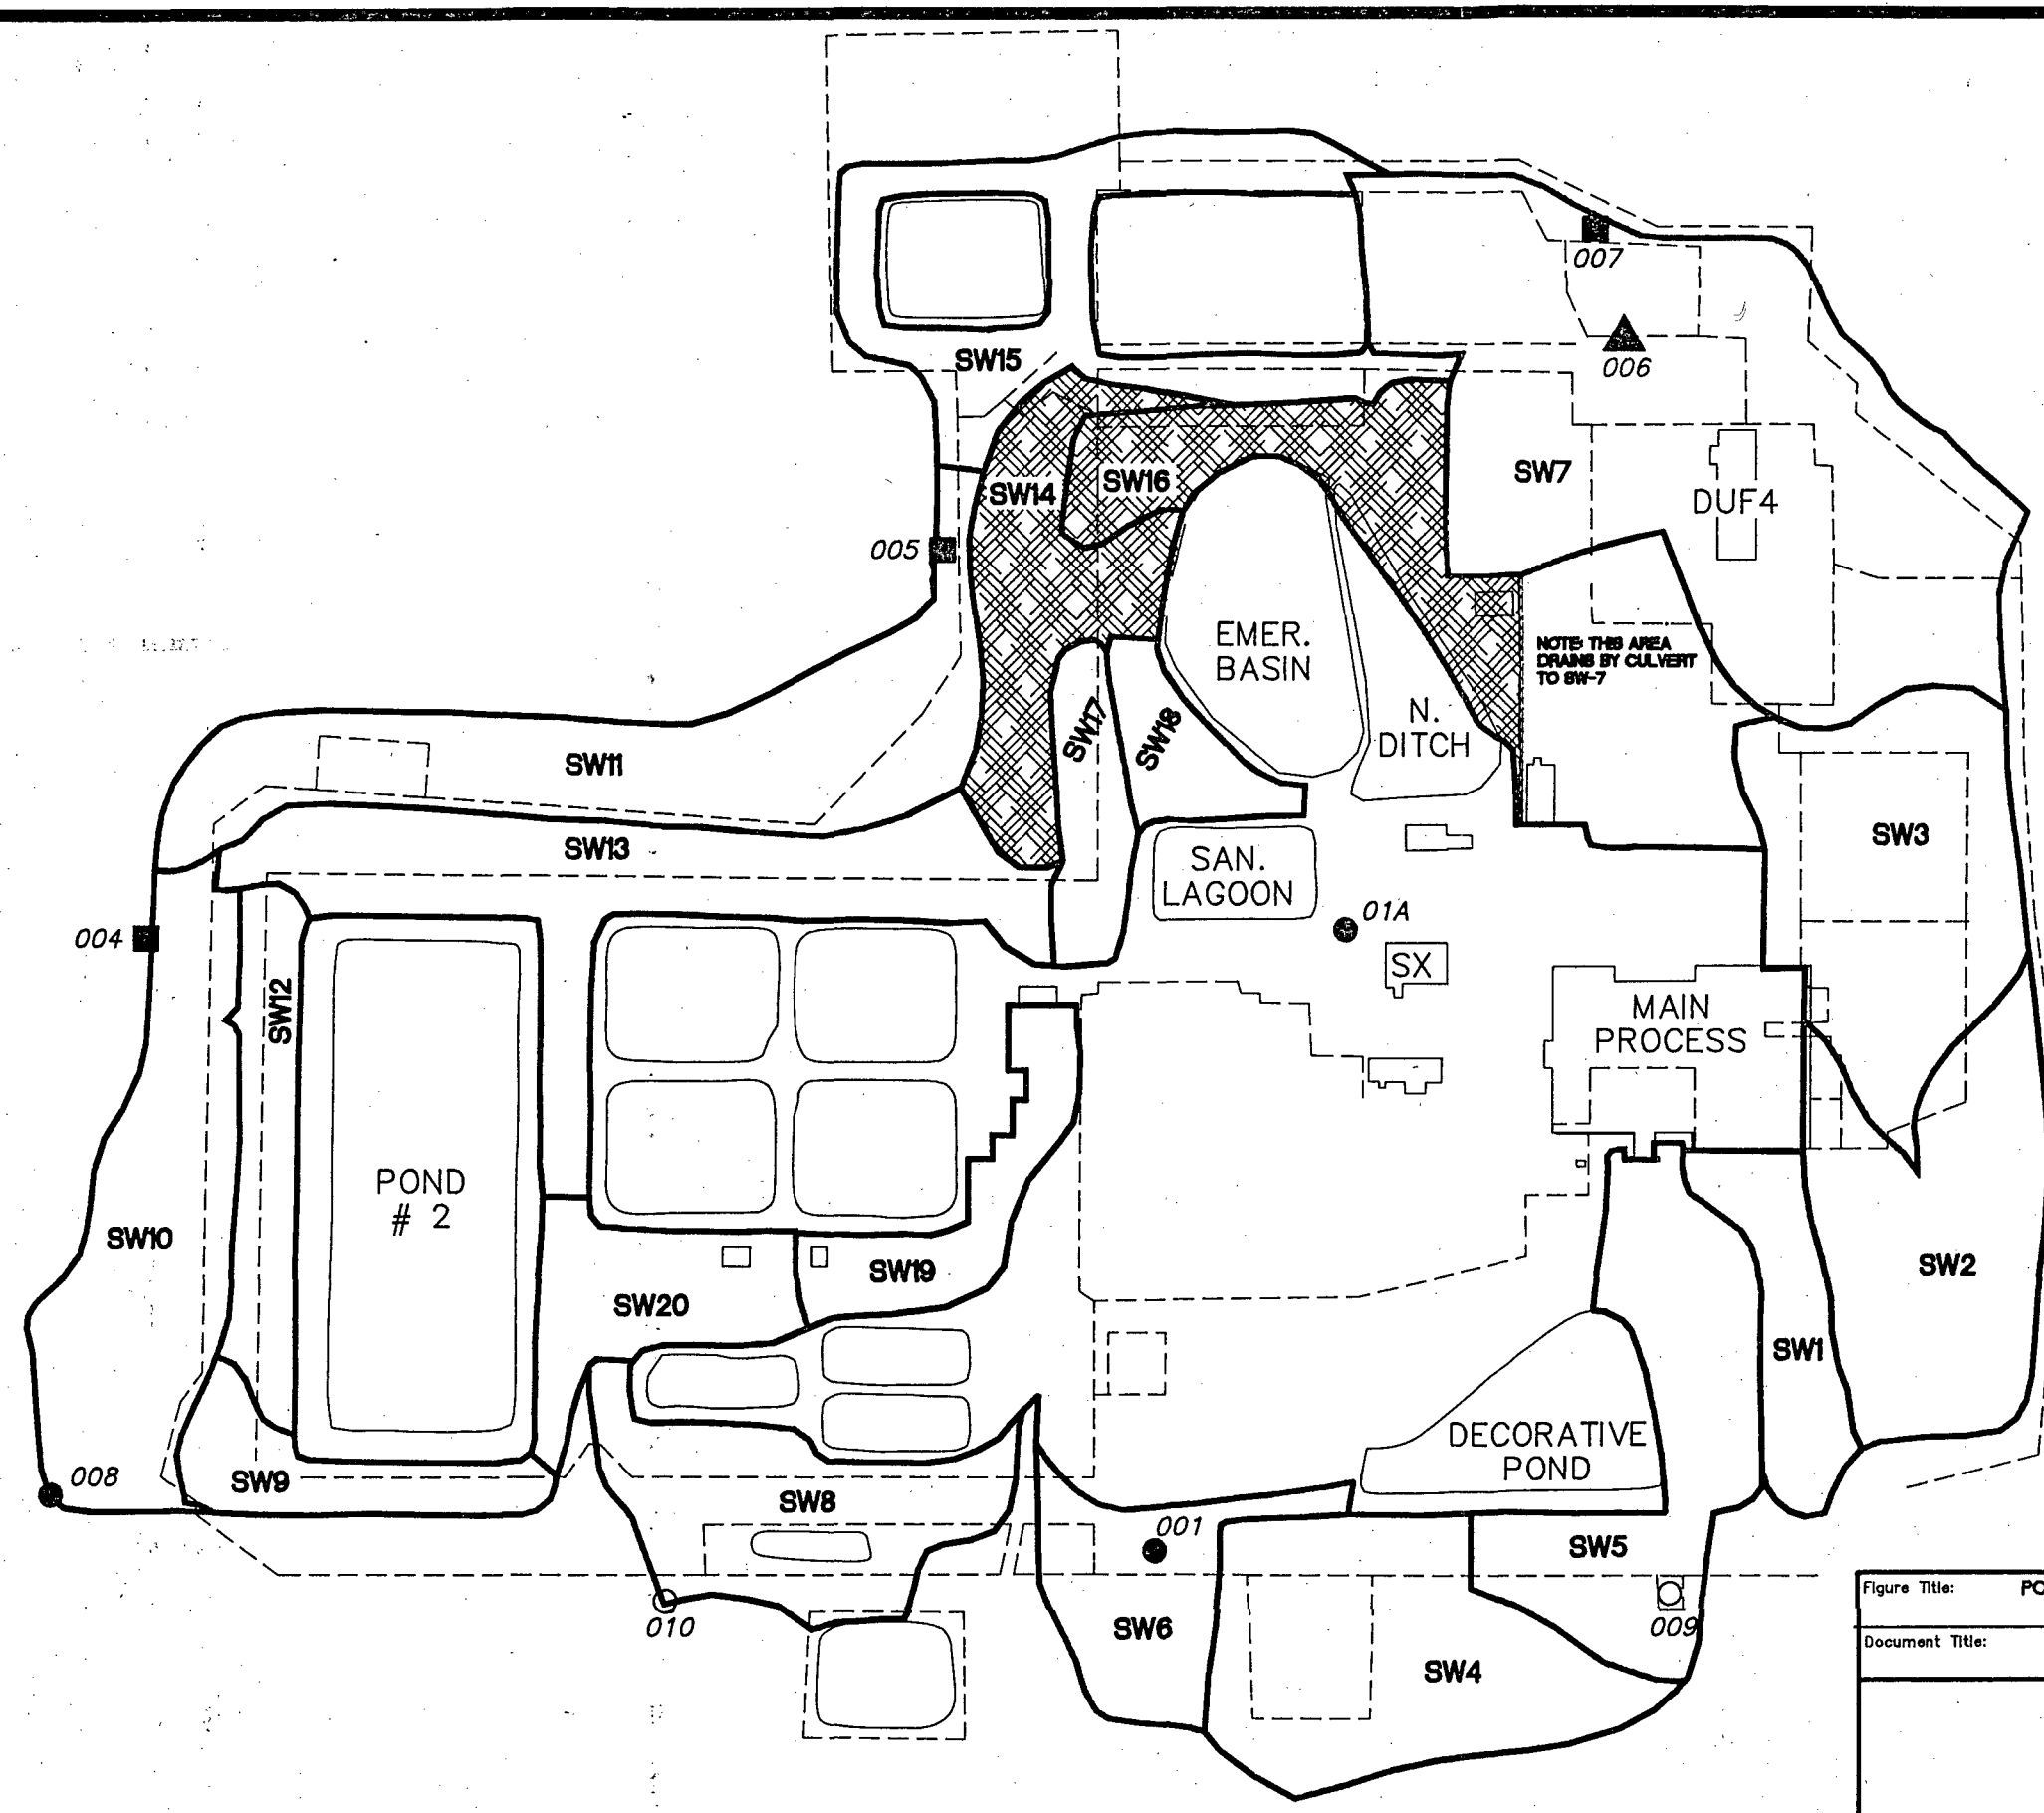 007
006
SW15
SW7
DUF4
SW14
SW16
005
EMER.
BASIN
NOTE: THIS AREA
DRAINS BY CULVERT
TO SW-7
SW17
SW18
N.
DITCH
SW11
SW13
SW3
SAN.
LAGOON
01A
004
SX
SW12
MAIN
PROCESS
POND
# 2
SW10
SW19
SW2
SW20
SW1
DECORATIVE
POND
008
SW9
SW8
001
SW5
009
010
SW6
SW4
Figure Title: PO
Document Title: